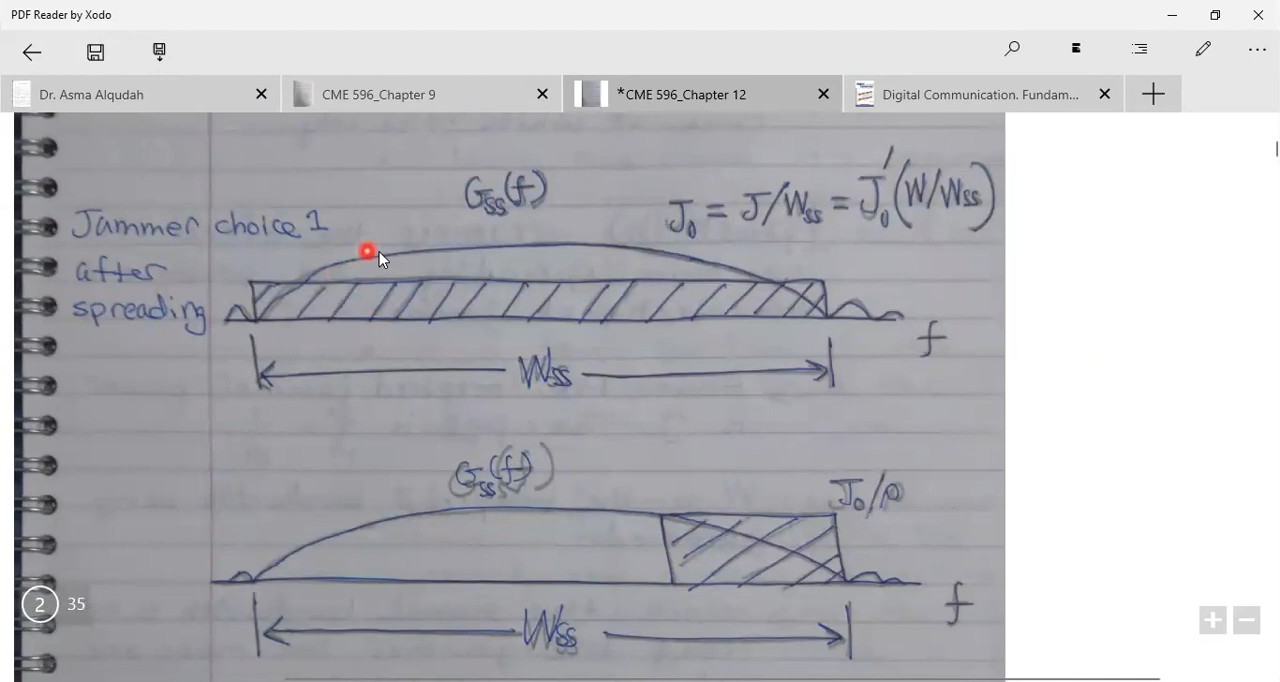 PDF Reader by Xodo
Dr. Asma Alqudah
CME 596_Chapter 9
*CME 596_Chapter 12
Digital Communication. Fundam...
Gss(f)
J₀ = J/Wss = J₀'(W/Wss)
Jammer choice 1
after
spreading
f
Wss
Gss(f)
J₀/ρ
f
Wss
2 35